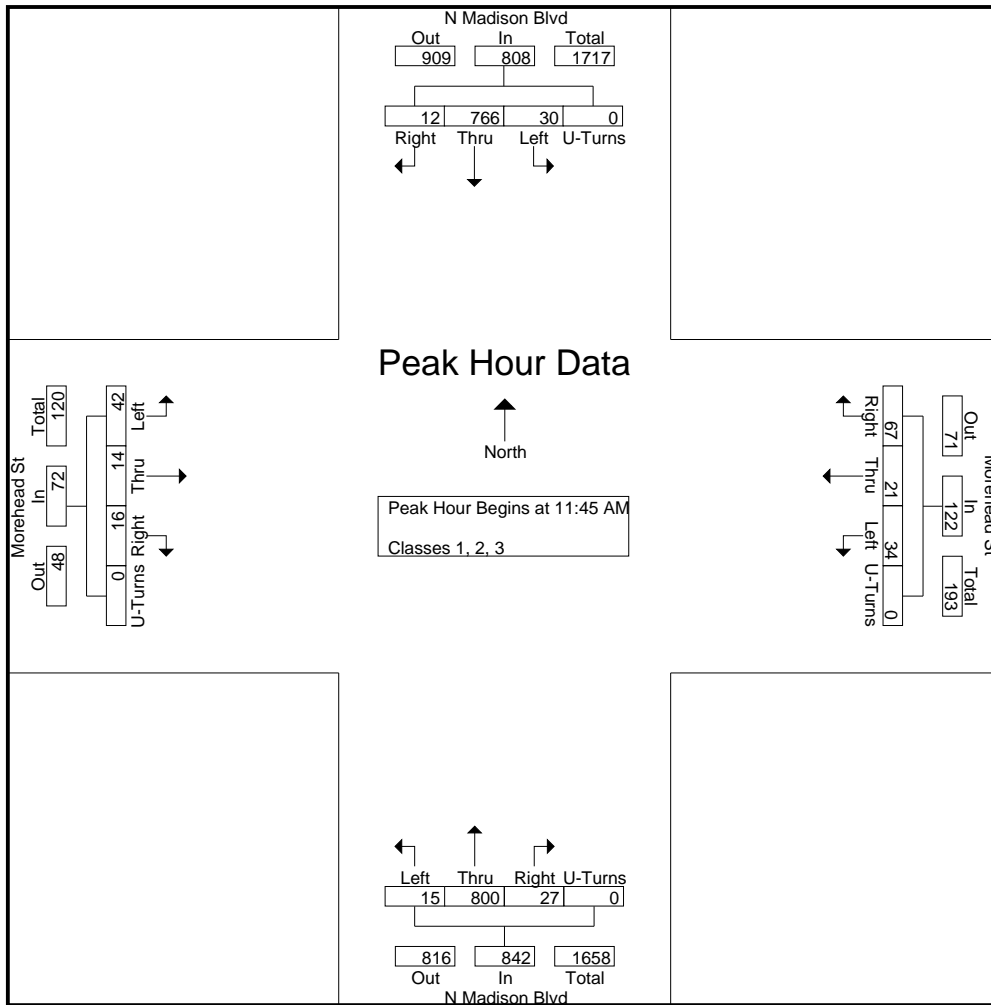 N Madison Blvd
Out In Total
909 808 1717
12 766 30 0
Right Thru Left U-Turns
Peak Hour Data
North
Peak Hour Begins at 11:45 AM
Classes 1, 2, 3
Morehead St
Total In Out
120 72 48
42 14 16 0
Left Thru Right U-Turns
Morehead St
Out In Total
71 122 193
67 21 34 0
Right Thru Left U-Turns
Left Thru Right U-Turns
15 800 27 0
816 842 1658
Out In Total
N Madison Blvd